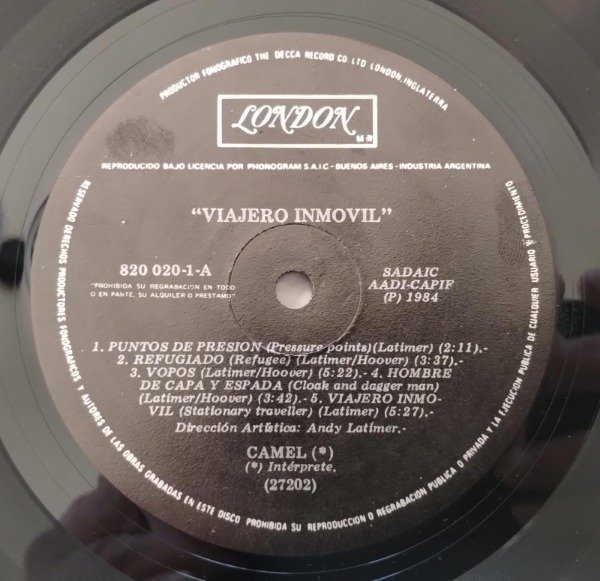 PRODUCTOR FONOGRAFICO THE DECCA RECORD CO. LTD LONDON, INGLATERRA
LONDON
M·R
REPRODUCIDO BAJO LICENCIA POR PHONOGRAM S.A.I.C - BUENOS AIRES - INDUSTRIA ARGENTINA
"VIAJERO INMOVIL"
820 020-1-A
"PROHIBIDA SU REGRABACION EN TODO
O EN PARTE, SU ALQUILER O PRESTAMO"
SADAIC
AADI-CAPIF
(P) 1984
1. PUNTOS DE PRESION (Pressure points)(Latimer) (2:11).-
2. REFUGIADO (Refugee) (Latimer/Hoover) (3:37).-
3. VOPOS (Latimer/Hoover) (5:22).- 4. HOMBRE
DE CAPA Y ESPADA (Cloak and dagger man)
(Latimer/Hoover) (3:42).- 5. VIAJERO INMO-
VIL (Stationary traveller) (Latimer) (5:27).-
Dirección Artística: Andy Latimer.-
CAMEL (*)
(*) Intérprete.
(27202)
RESERVADO DERECHOS PRODUCTORES FONOGRAFICOS Y AUTORES DE LAS OBRAS GRABADAS EN ESTE DISCO PROHIBIDA SU REPRODUCCION O REGRABACION PUBLICA O PRIVADA Y LA EJECUCION PUBLICA DE CUALQUIER USUARIO Y PROCEDIMIENTO